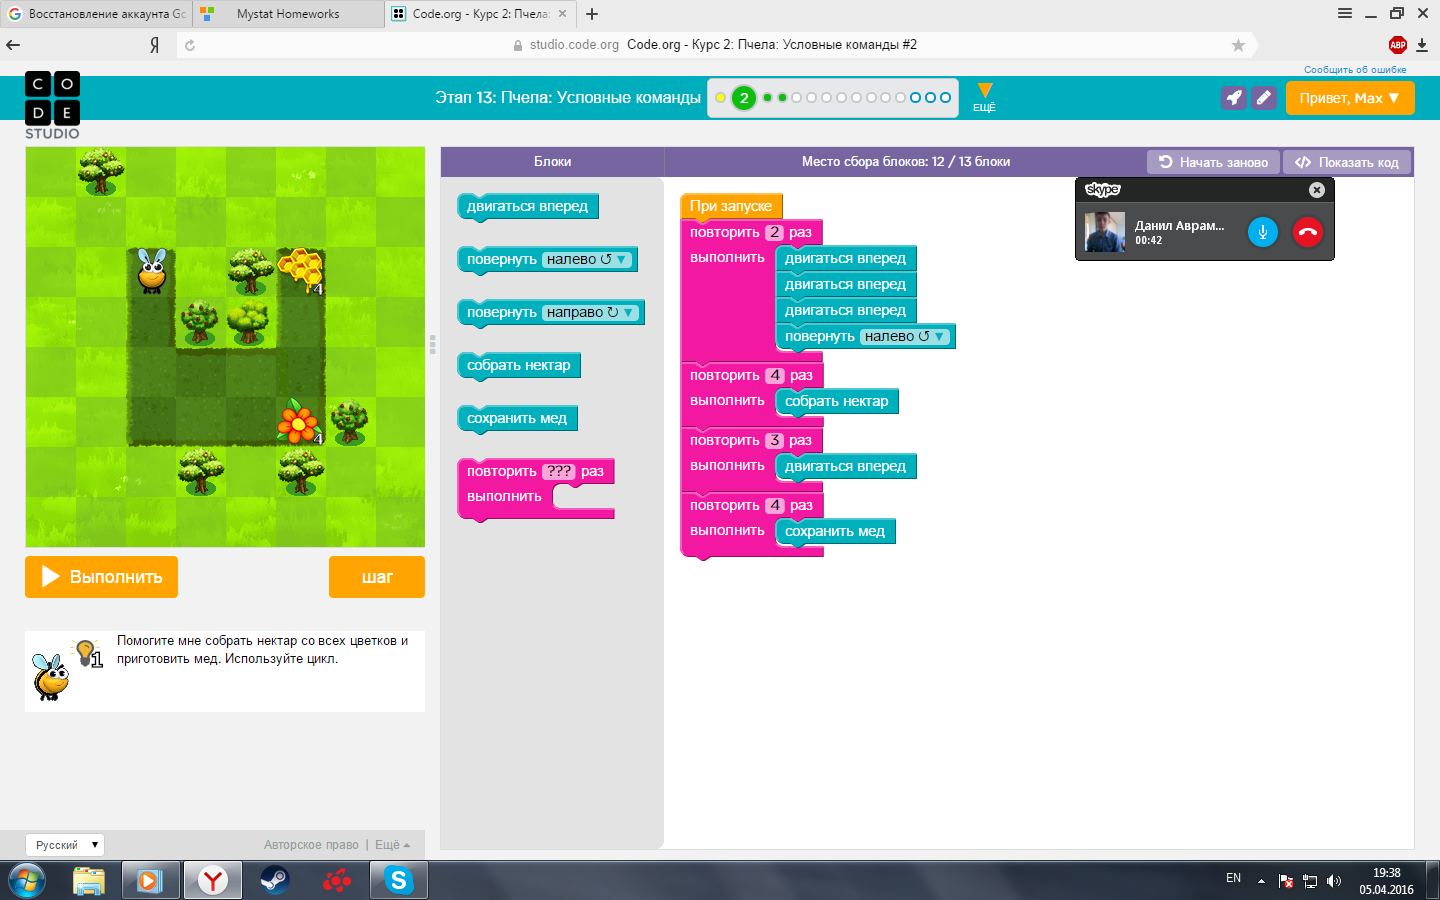 Восстановление аккаунта Go
Mystat Homeworks
Code.org - Курс 2: Пчела:
Я
studio.code.org Code.org - Курс 2: Пчела: Условные команды #2
ABP
Сообщить об ошибке
C O
D E
STUDIO
Этап 13: Пчела: Условные команды
2
ЕЩЁ
Привет, Max ▼
Блоки
Место сбора блоков: 12 / 13 блоки
Начать заново
</> Показать код
двигаться вперед
повернуть налево ↺ ▼
повернуть направо ↻ ▼
собрать нектар
сохранить мед
повторить ??? раз
выполнить
При запуске
повторить 2 раз
выполнить
двигаться вперед
двигаться вперед
двигаться вперед
повернуть налево ↺ ▼
повторить 4 раз
выполнить
собрать нектар
повторить 3 раз
выполнить
двигаться вперед
повторить 4 раз
выполнить
сохранить мед
skype
Данил Аврам...
00:42
4
4
Выполнить
шаг
1
Помогите мне собрать нектар со всех цветков и
приготовить мед. Используйте цикл.
Русский
Авторское право | Ещё
EN
19:38
05.04.2016